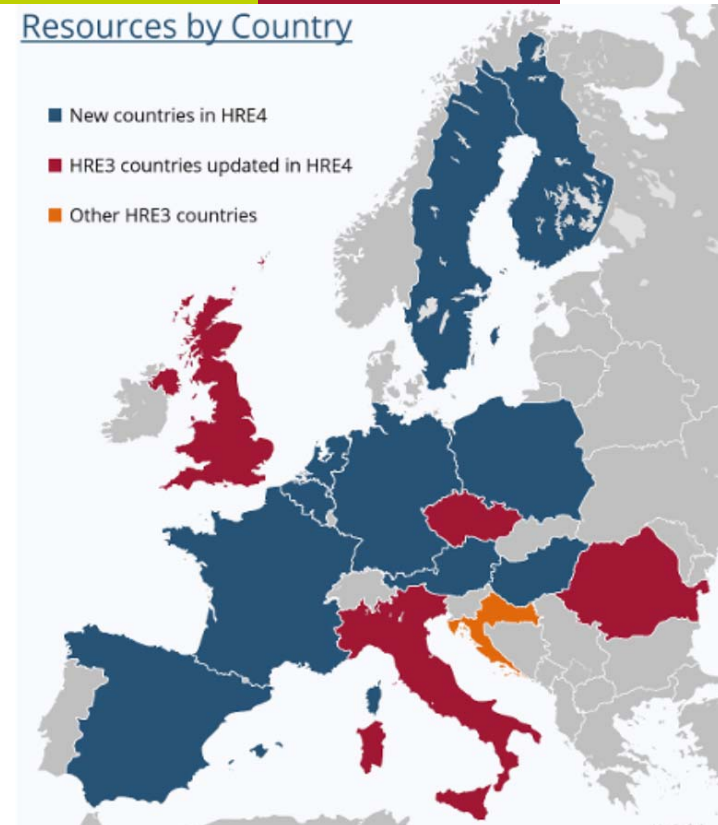 Resources by Country
New countries in HRE4
HRE3 countries updated in HRE4
Other HRE3 countries